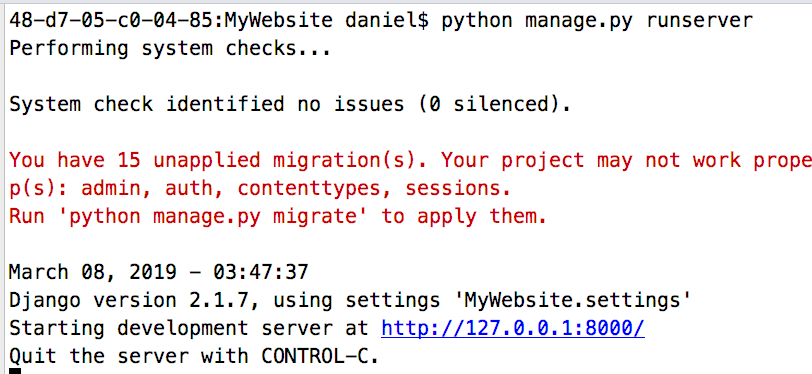 48-d7-05-c0-04-85:MyWebsite daniel$ python manage.py runserver
Performing system checks...
System check identified no issues (0 silenced).
You have 15 unapplied migration(s). Your project may not work prope
p(s): admin, auth, contenttypes, sessions.
Run 'python manage.py migrate' to apply them.
March 08, 2019 - 03:47:37
Django version 2.1.7, using settings 'MyWebsite.settings'
Starting development server at http://127.0.0.1:8000/
Quit the server with CONTROL-C.